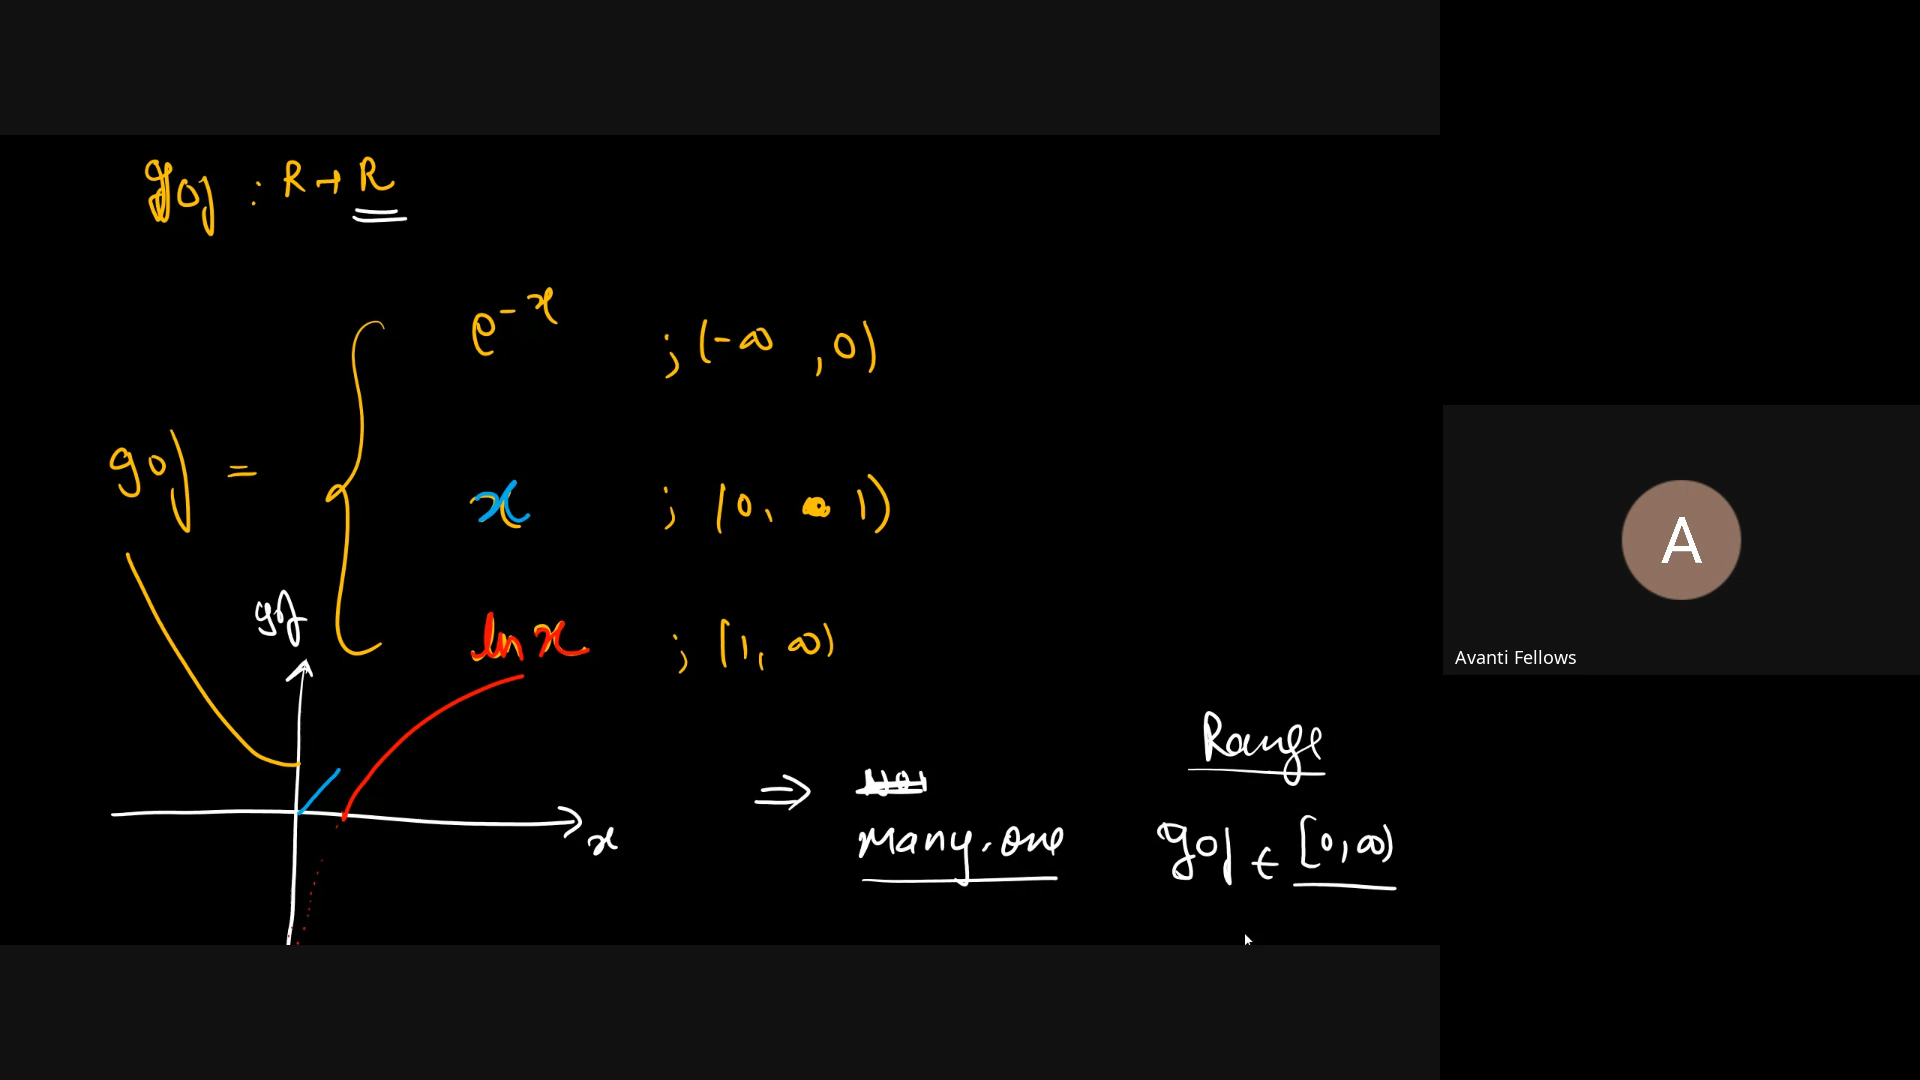 gof : R → R
e⁻ˣ ; (-∞, 0)
gof = x ; (0, 1)
ln x ; [1, ∞)
gof
x
⇒
many-one
Range
gof ∈ [0, ∞)
A
Avanti Fellows